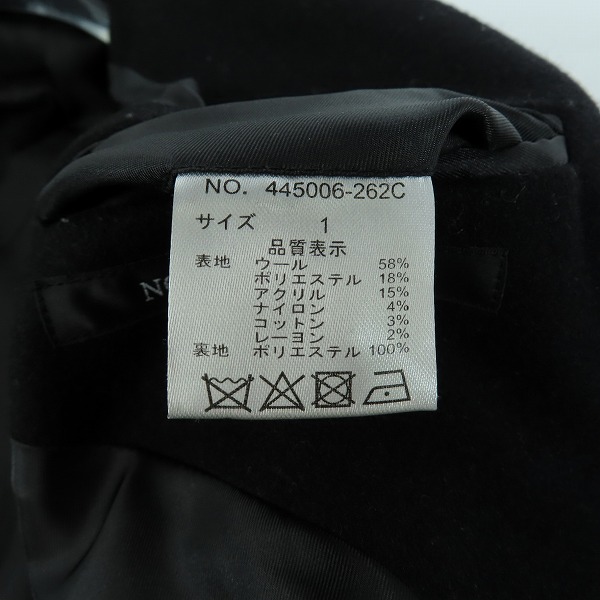 NO. 445006-262C
サイズ 1
品質表示
表地 ウール 58%
ポリエステル 18%
アクリル 15%
ナイロン 4%
コットン 3%
レーヨン 2%
裏地 ポリエステル 100%